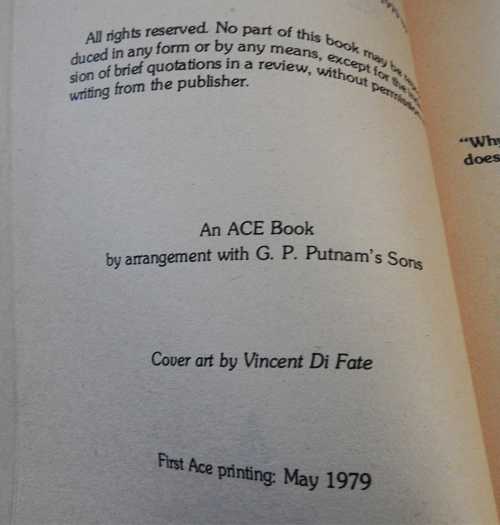 All rights reserved. No part of this book may be
duced in any form or by any means, except for the
sion of brief quotations in a review, without permission
writing from the publisher.
An ACE Book
by arrangement with G. P. Putnam's Sons
Cover art by Vincent Di Fate
First Ace printing: May 1979
"Why
does